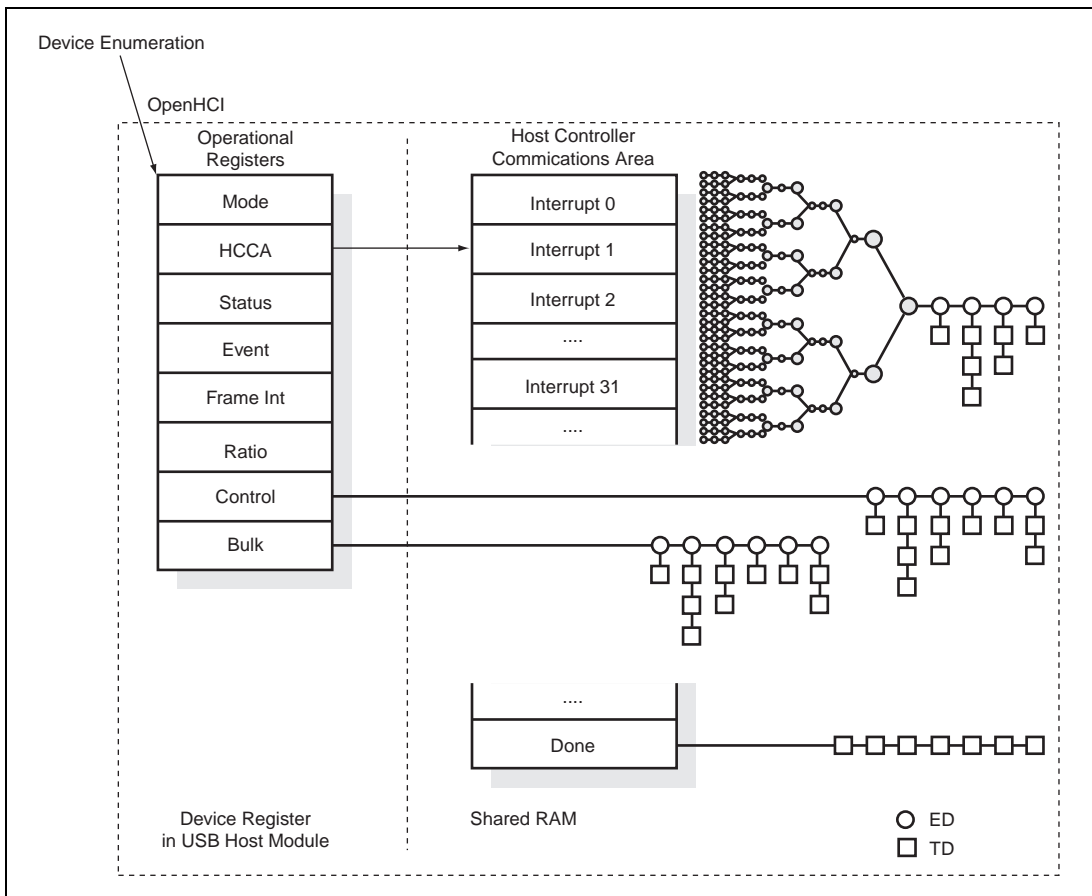 Device Enumeration
OpenHCI
Operational
Registers
Mode
HCCA
Status
Event
Frame Int
Ratio
Control
Bulk
Host Controller
Commications Area
Interrupt 0
Interrupt 1
Interrupt 2
....
Interrupt 31
....
....
Done
Device Register
in USB Host Module
Shared RAM
ED
TD